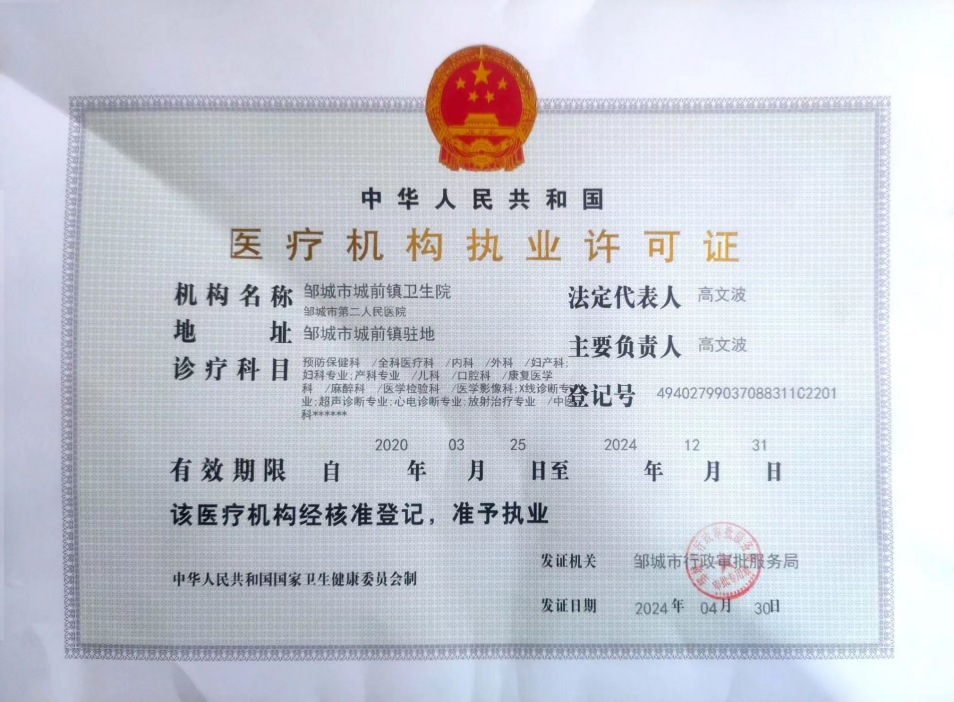 中华人民共和国
医疗机构执业许可证
机构名称 邹城市城前镇卫生院
邹城市第二人民医院
地址 邹城市城前镇驻地
诊疗科目 预防保健科 /全科医疗科 /内科 /外科 /妇产科;
妇科专业;产科专业 /儿科 /口腔科 /康复医学
科 /麻醉科 /医学检验科 /医学影像科;X线诊断专
业;超声诊断专业;心电诊断专业;放射治疗专业 /中医
科******
法定代表人 高文波
主要负责人 高文波
登记号 49402799037088311C2201
有效期限 自 2020 年 03 月 25 日至 2024 年 12 月 31 日
该医疗机构经核准登记，准予执业
发证机关 邹城市行政审批服务局
中华人民共和国国家卫生健康委员会制
发证日期 2024 年 04 月 30 日